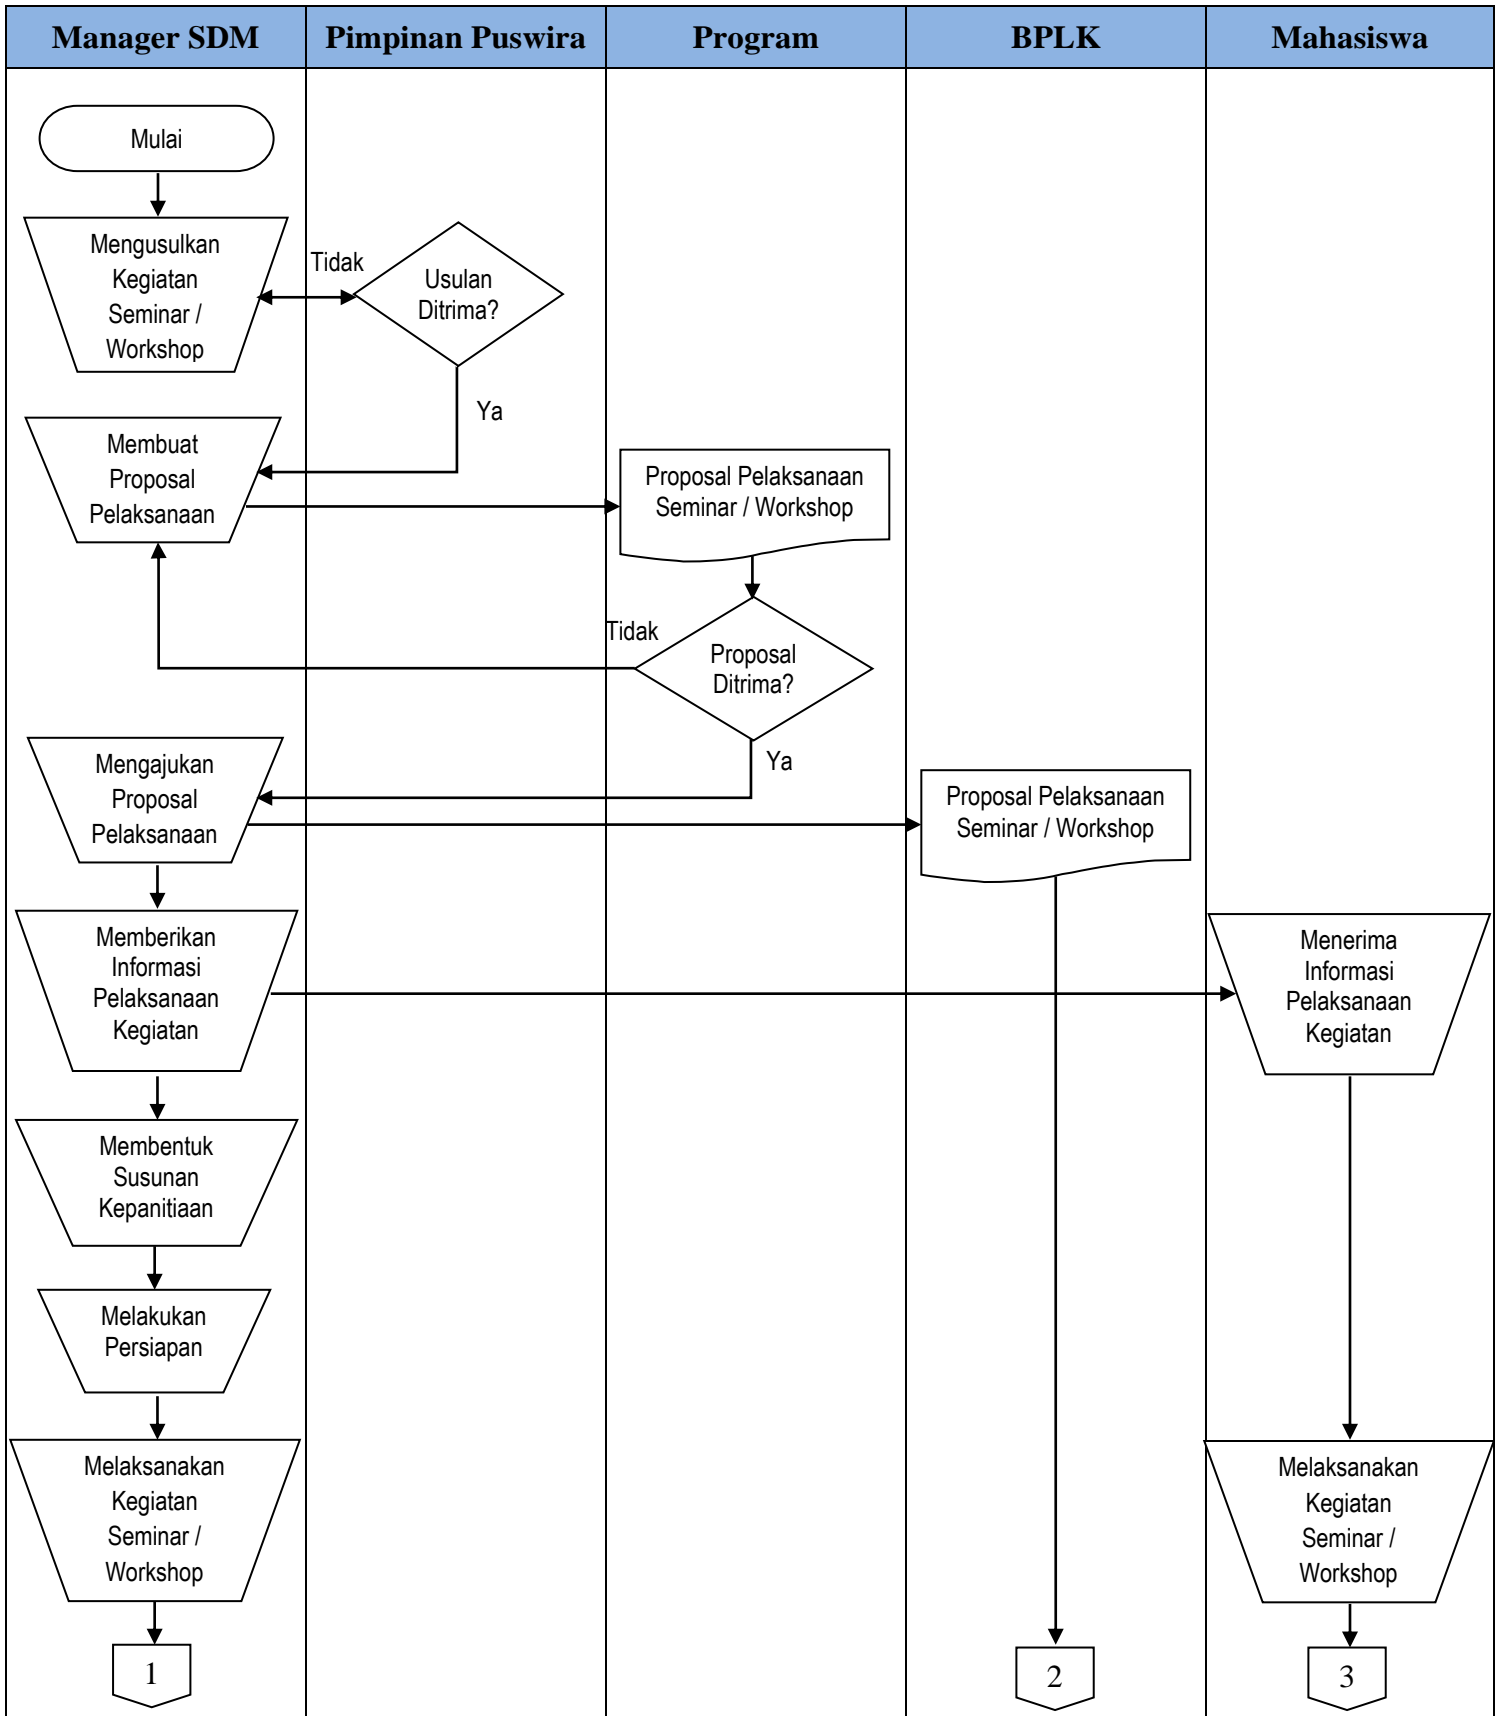 Manager SDM
Pimpinan Puswira
Program
BPLK
Mahasiswa
Mulai
Mengusulkan
Kegiatan
Seminar /
Workshop
Tidak
Usulan
Ditrima?
Ya
Membuat
Proposal
Pelaksanaan
Proposal Pelaksanaan
Seminar / Workshop
Tidak
Proposal
Ditrima?
Ya
Mengajukan
Proposal
Pelaksanaan
Proposal Pelaksanaan
Seminar / Workshop
Memberikan
Informasi
Pelaksanaan
Kegiatan
Menerima
Informasi
Pelaksanaan
Kegiatan
Membentuk
Susunan
Kepanitiaan
Melakukan
Persiapan
Melaksanakan
Kegiatan
Seminar /
Workshop
Melaksanakan
Kegiatan
Seminar /
Workshop
1
2
3